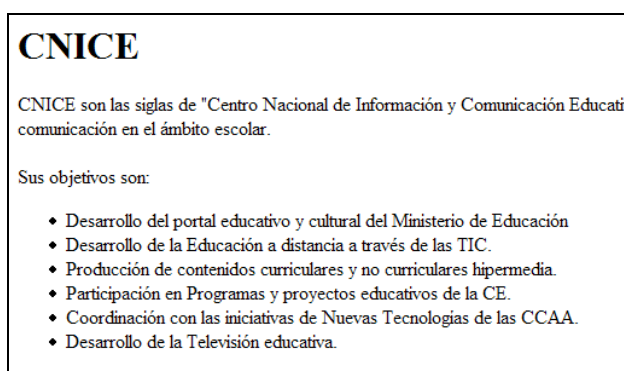 CNICE
CNICE son las siglas de "Centro Nacional de Información y Comunicación Educati
comunicación en el ámbito escolar.
Sus objetivos son:
• Desarrollo del portal educativo y cultural del Ministerio de Educación
• Desarrollo de la Educación a distancia a través de las TIC.
• Producción de contenidos curriculares y no curriculares hipermedia.
• Participación en Programas y proyectos educativos de la CE.
• Coordinación con las iniciativas de Nuevas Tecnologías de las CCAA.
• Desarrollo de la Televisión educativa.